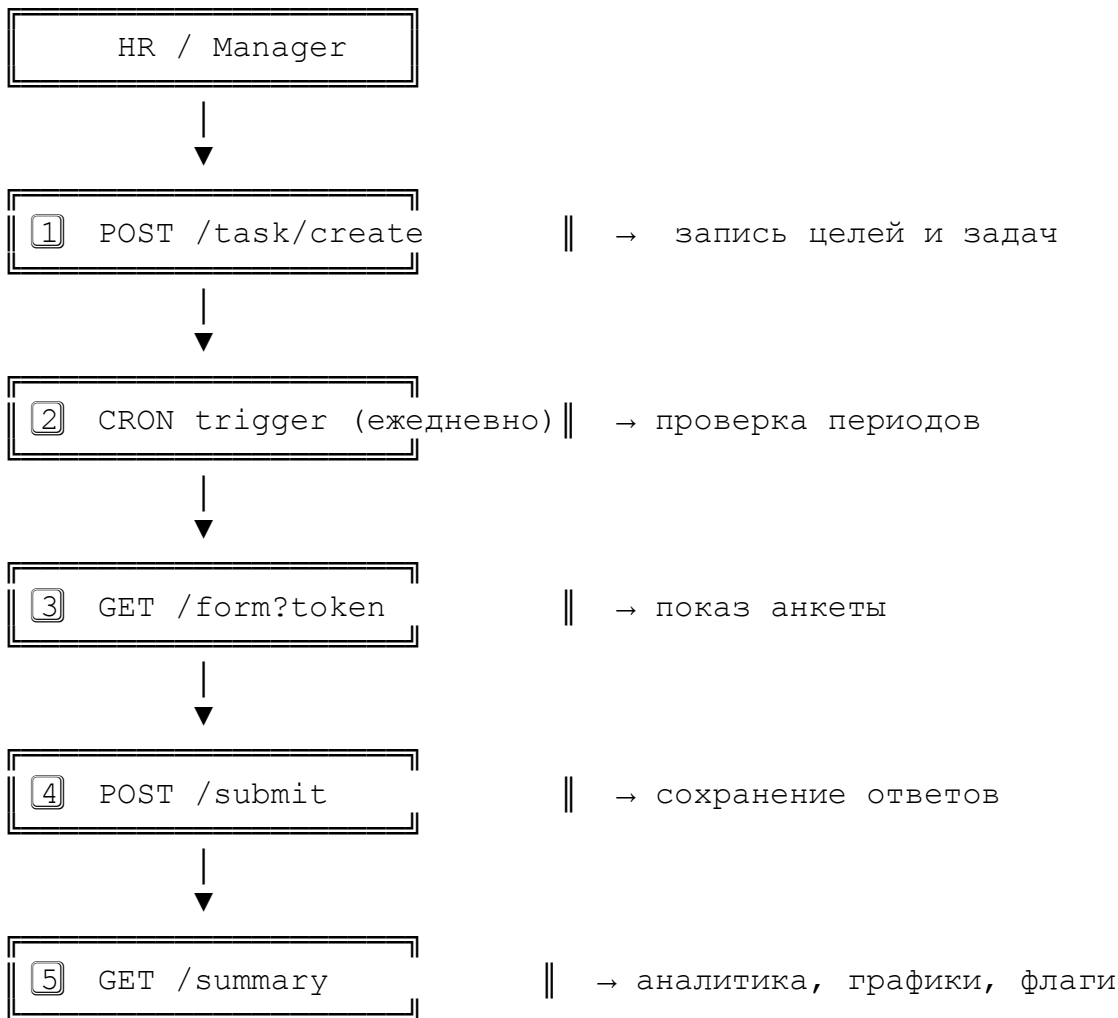 HR / Manager
1 POST /task/create → запись целей и задач
2 CRON trigger (ежедневно) → проверка периодов
3 GET /form?token → показ анкеты
4 POST /submit → сохранение ответов
5 GET /summary → аналитика, графики, флаги